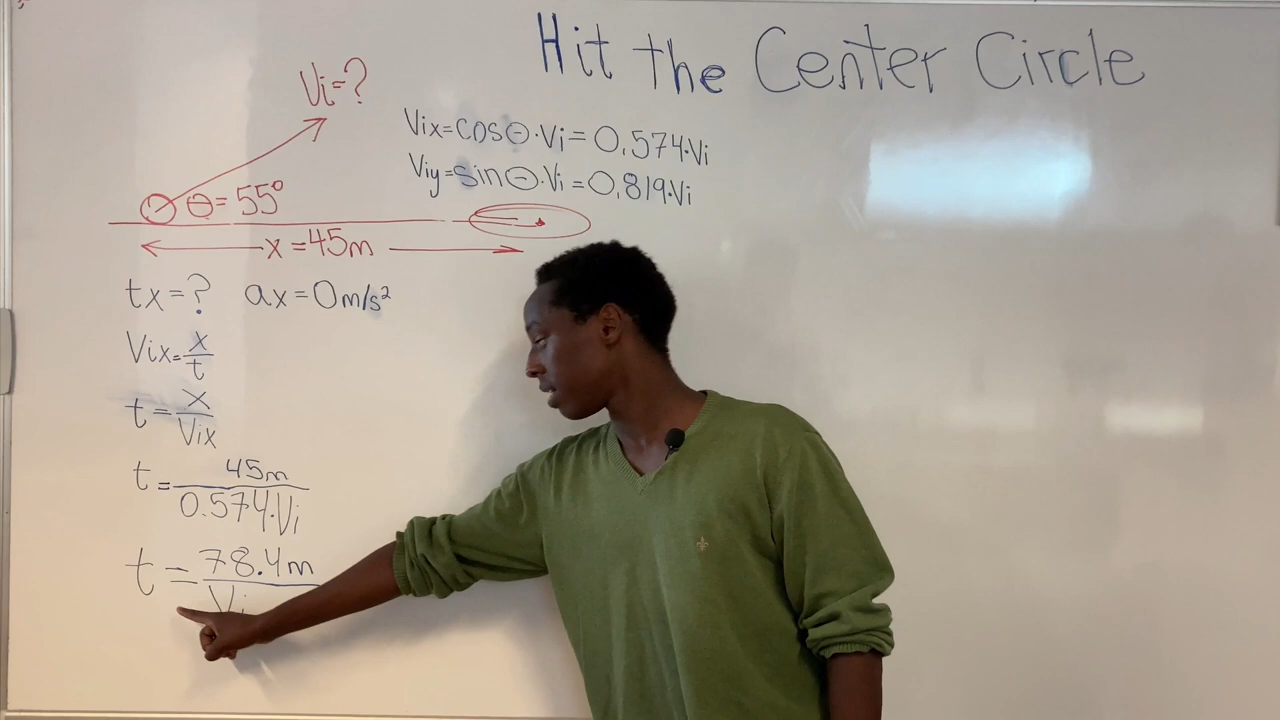 Hit the Center Circle
Vi=?
Vix=cosθ·Vi=0,574·Vi
Viy=sinθ·Vi=0,819·Vi
θ=55°
x=45m
tx=? ax=0m/s²
Vix=x/t
t=x/Vix
t=45m/0.574·Vi
t=78.4m/Vi